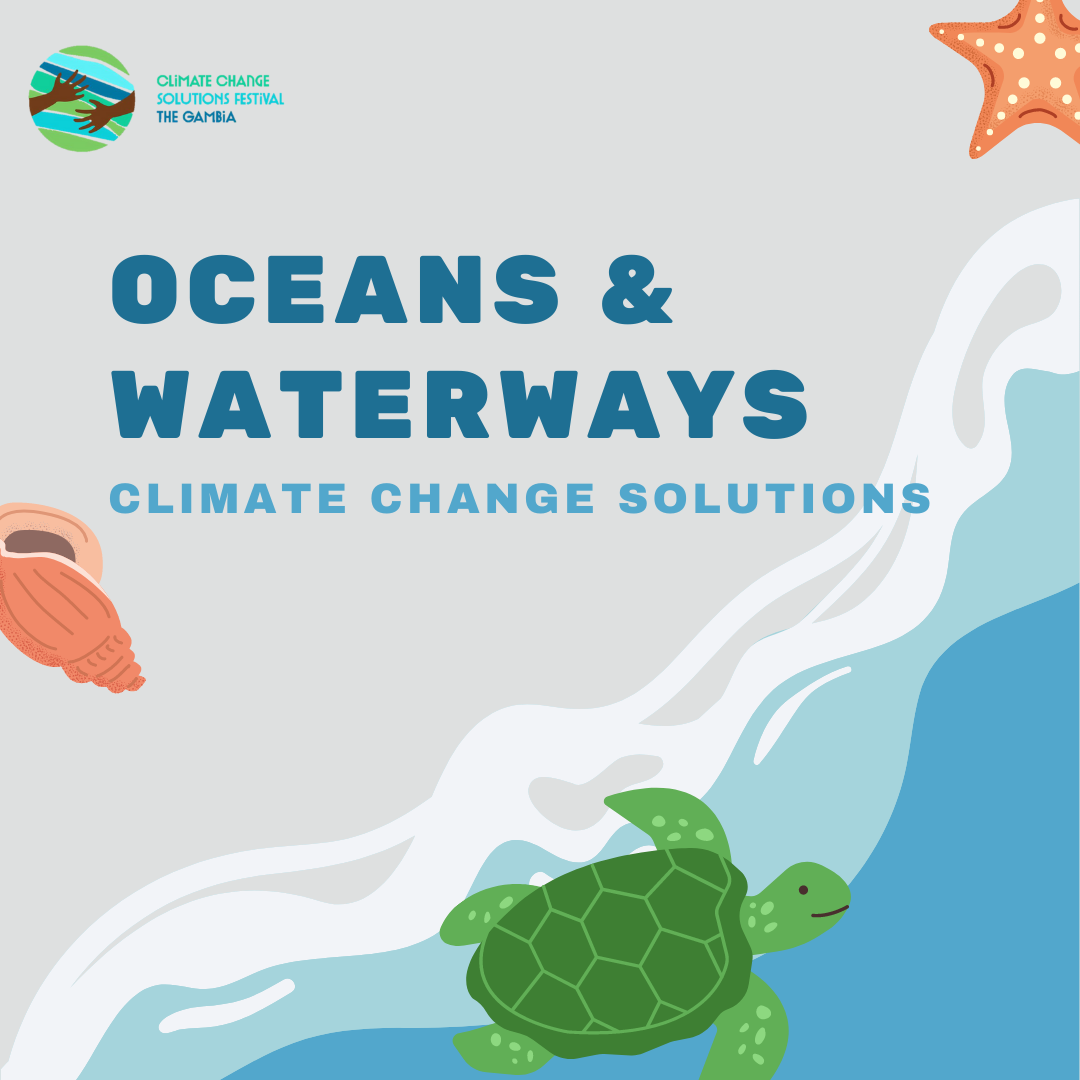 CLiMATE CHANGE
SOLUTIONS FESTiVAL
THE GAMBiA
OCEANS &
WATERWAYS
CLIMATE CHANGE SOLUTIONS